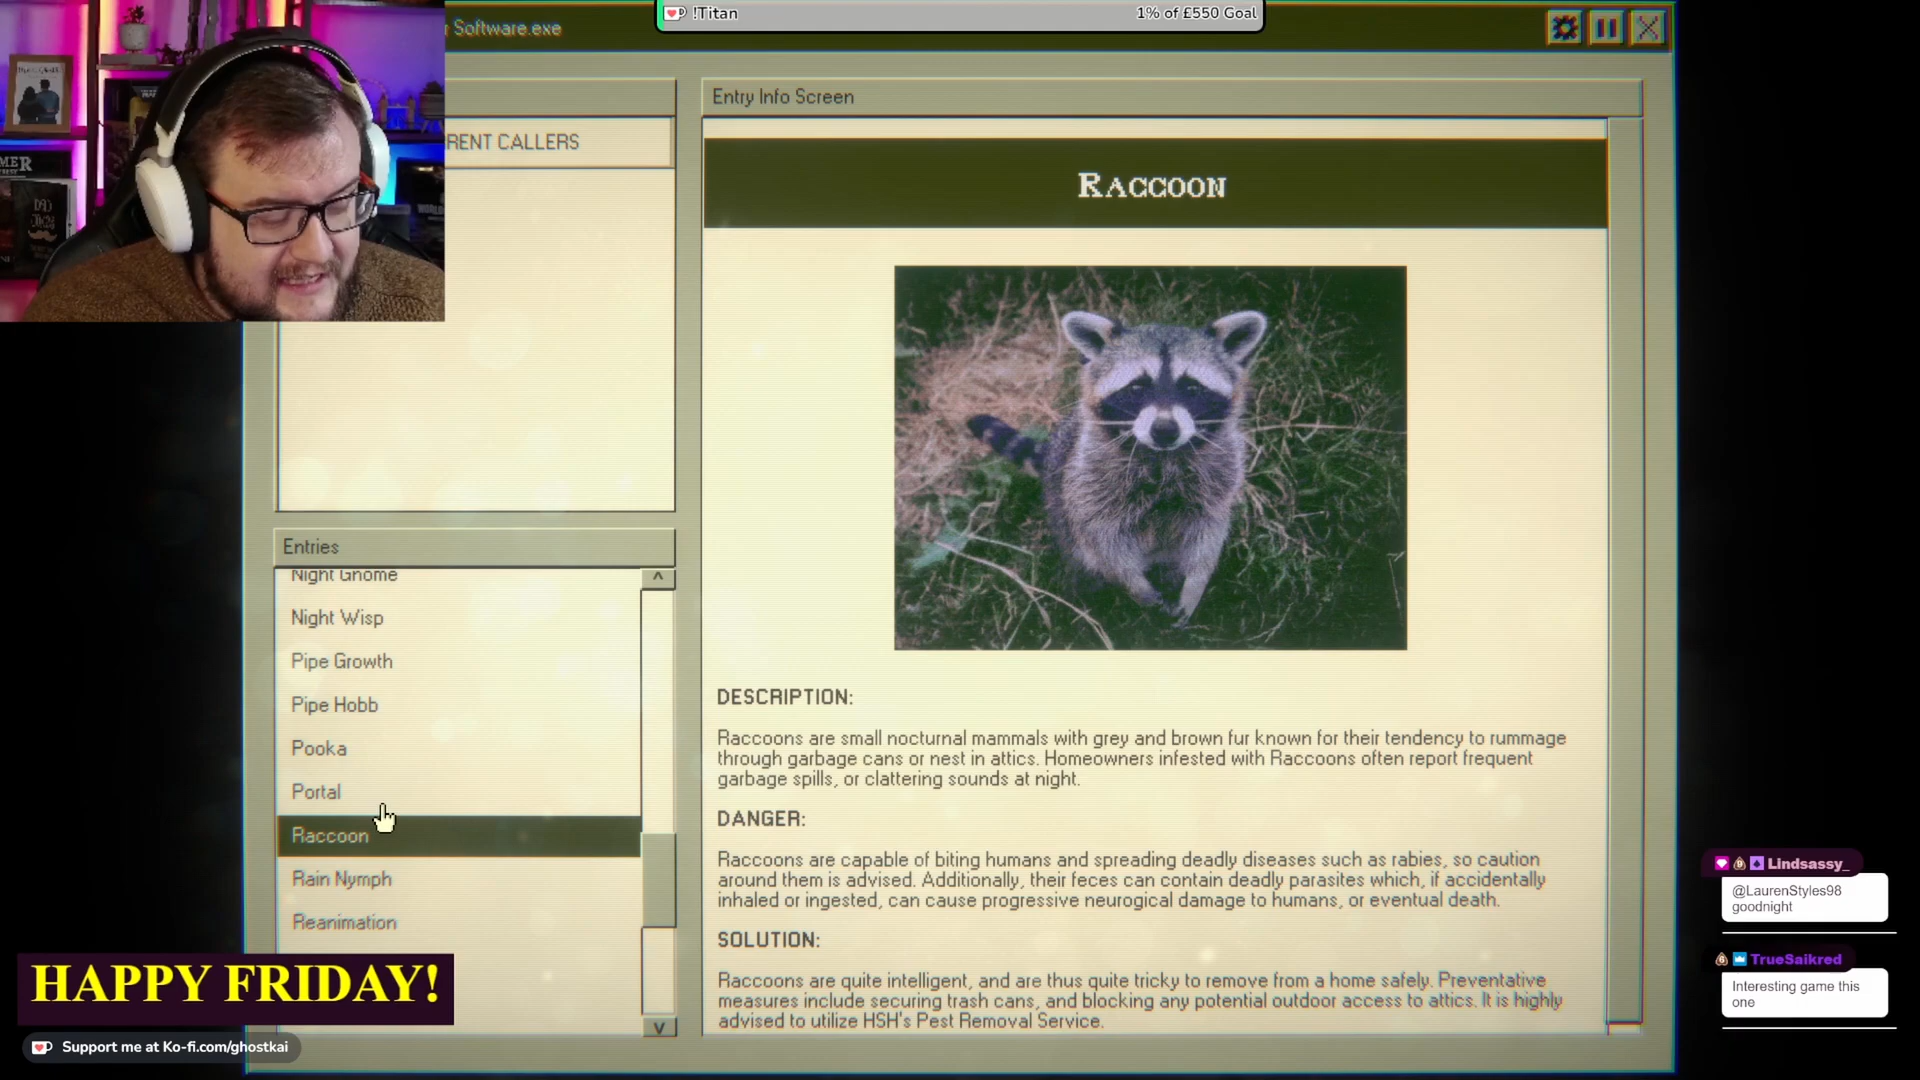 !Titan
1% of £550 Goal
r Software.exe
Entry Info Screen
RENT CALLERS
RACCOON
Entries
Night Gnome
Night Wisp
Pipe Growth
Pipe Hobb
Pooka
Portal
Raccoon
Rain Nymph
Reanimation
DESCRIPTION:
Raccoons are small nocturnal mammals with grey and brown fur known for their tendency to rummage
through garbage cans or nest in attics. Homeowners infested with Raccoons often report frequent
garbage spills, or clattering sounds at night.
DANGER:
Raccoons are capable of biting humans and spreading deadly diseases such as rabies, so caution
around them is advised. Additionally, their feces can contain deadly parasites which, if accidentally
inhaled or ingested, can cause progressive neurogical damage to humans, or eventual death.
SOLUTION:
Raccoons are quite intelligent, and are thus quite tricky to remove from a home safely. Preventative
measures include securing trash cans, and blocking any potential outdoor access to attics. It is highly
advised to utilize HSH's Pest Removal Service.
HAPPY FRIDAY!
Support me at Ko-fi.com/ghostkai
Lindsassy_
@LaurenStyles98
goodnight
TrueSaikred
Interesting game this
one